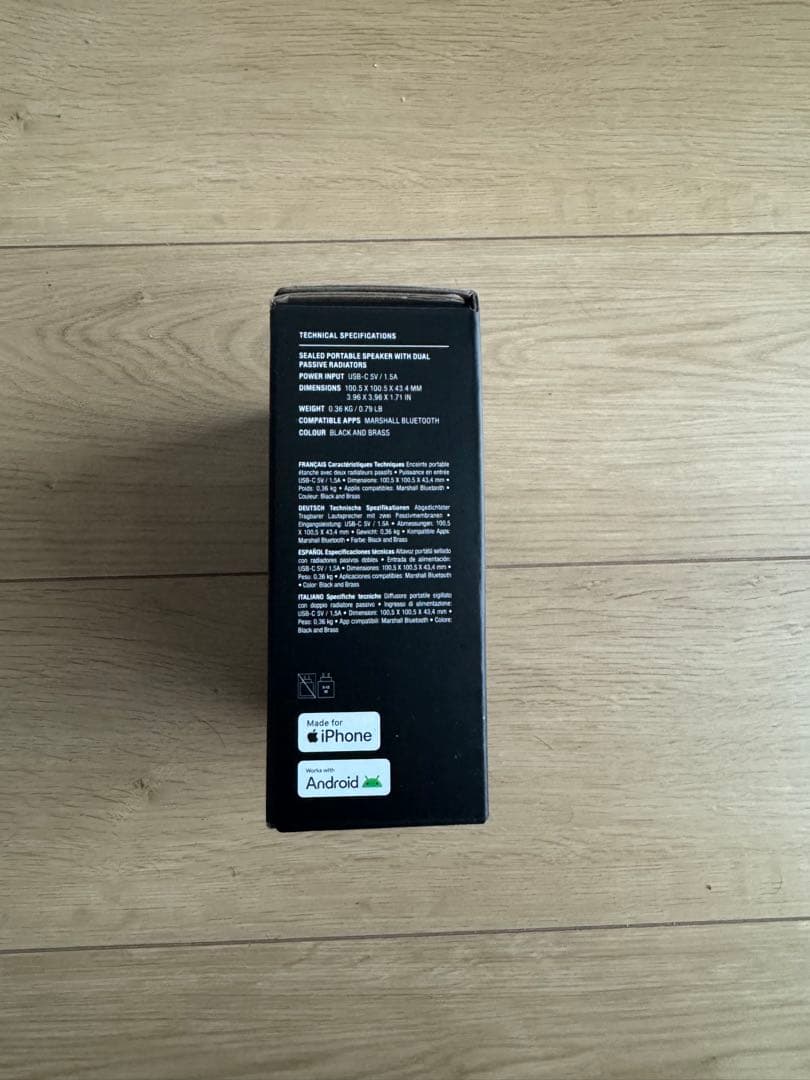 TECHNICAL SPECIFICATIONS
SEALED PORTABLE SPEAKER WITH DUAL
PASSIVE RADIATORS
POWER INPUT USB-C 5V / 1.5A
DIMENSIONS 100.5 X 100.5 X 43.4 MM
3.96 X 3.96 X 1.71 IN
WEIGHT 0.36 KG / 0.79 LB
COMPATIBLE APPS MARSHALL BLUETOOTH
COLOUR BLACK AND BRASS
FRANÇAIS Caractéristiques Techniques Enceinte portable
étanche avec deux radiateurs passifs • Puissance en entrée
USB-C 5V / 1,5A • Dimensions: 100,5 X 100,5 X 43,4 mm •
Poids: 0,36 kg • Applis compatibles: Marshall Bluetooth •
Couleur: Black and Brass
DEUTSCH Technische Spezifikationen Abgedichteter
Tragbarer Lautsprecher mit zwei Passivmembranen •
Eingangsleistung: USB-C 5V / 1,5A • Abmessungen: 100,5
X 100,5 X 43,4 mm • Gewicht: 0,36 kg • Kompatible Apps:
Marshall Bluetooth • Farbe: Black and Brass
ESPAÑOL Especificaciones técnicas Altavoz portátil sellado
con radiadores pasivos dobles • Entrada de alimentación:
USB-C 5V / 1,5A • Dimensiones: 100,5 X 100,5 X 43,4 mm •
Peso: 0,36 kg • Aplicaciones compatibles: Marshall Bluetooth
• Color: Black and Brass
ITALIANO Specifiche tecniche Diffusore portatile sigillato
con doppio radiatore passivo • Ingresso di alimentazione:
USB-C 5V / 1,5A • Dimensioni: 100,5 X 100,5 X 43,4 mm •
Peso: 0,36 kg • App compatibili: Marshall Bluetooth • Colore:
Black and Brass
Made for
iPhone
Works with
Android